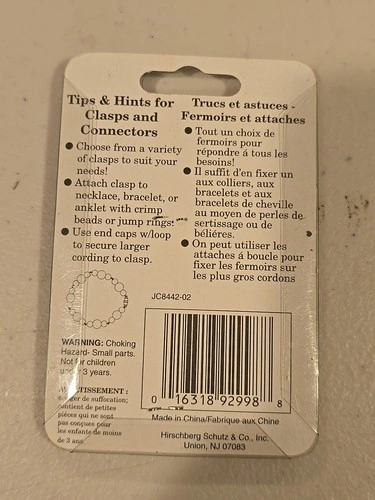 Tips & Hints for
Clasps and
Connectors
● Choose from a variety
of clasps to suit your
needs!
● Attach clasp to
necklace, bracelet, or
anklet with crimp
beads or jump rings.
● Use end caps w/loop
to secure larger
cording to clasp.
Trucs et astuces -
Fermoirs et attaches
● Tout un choix de
fermoirs pour
répondre á tous les
besoins!
● Il suffit d'en fixer un
aux colliers, aux
bracelets et aux
bracelets de cheville
au moyen de perles de
sertissage ou de
béliéres.
● On peut utiliser les
attaches á boucle pour
fixer les fermoirs sur
les plus gros cordons
JC8442-02
WARNING: Choking
Hazard- Small parts.
Not for children
under 3 years.
AVERTISSEMENT :
danger de suffocation;
contient de petites
pièces qui ne sont
pas conçues pour
les enfants de moins
de 3 ans.
0 16318 92998 8
Made in China/Fabrique aux Chine
Hirschberg Schutz & Co., Inc.
Union, NJ 07083